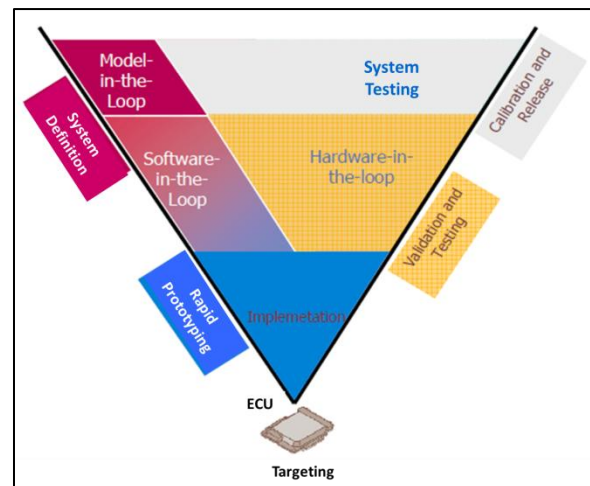 Model-
in-the-
Loop
System
Testing
Calibration and
Release
System
Definition
Software-
in-the-
Loop
Hardware-in-
the-loop
Validation and
Testing
Rapid
Prototyping
Implemetation
ECU
Targeting